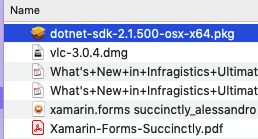 Name
dotnet-sdk-2.1.500-osx-x64.pkg
vlc-3.0.4.dmg
What's+New+in+Infragistics+Ultimat
What's+New+in+Infragistics+Ultimat
xamarin.forms succinctly_alessandro
Xamarin-Forms-Succinctly.pdf